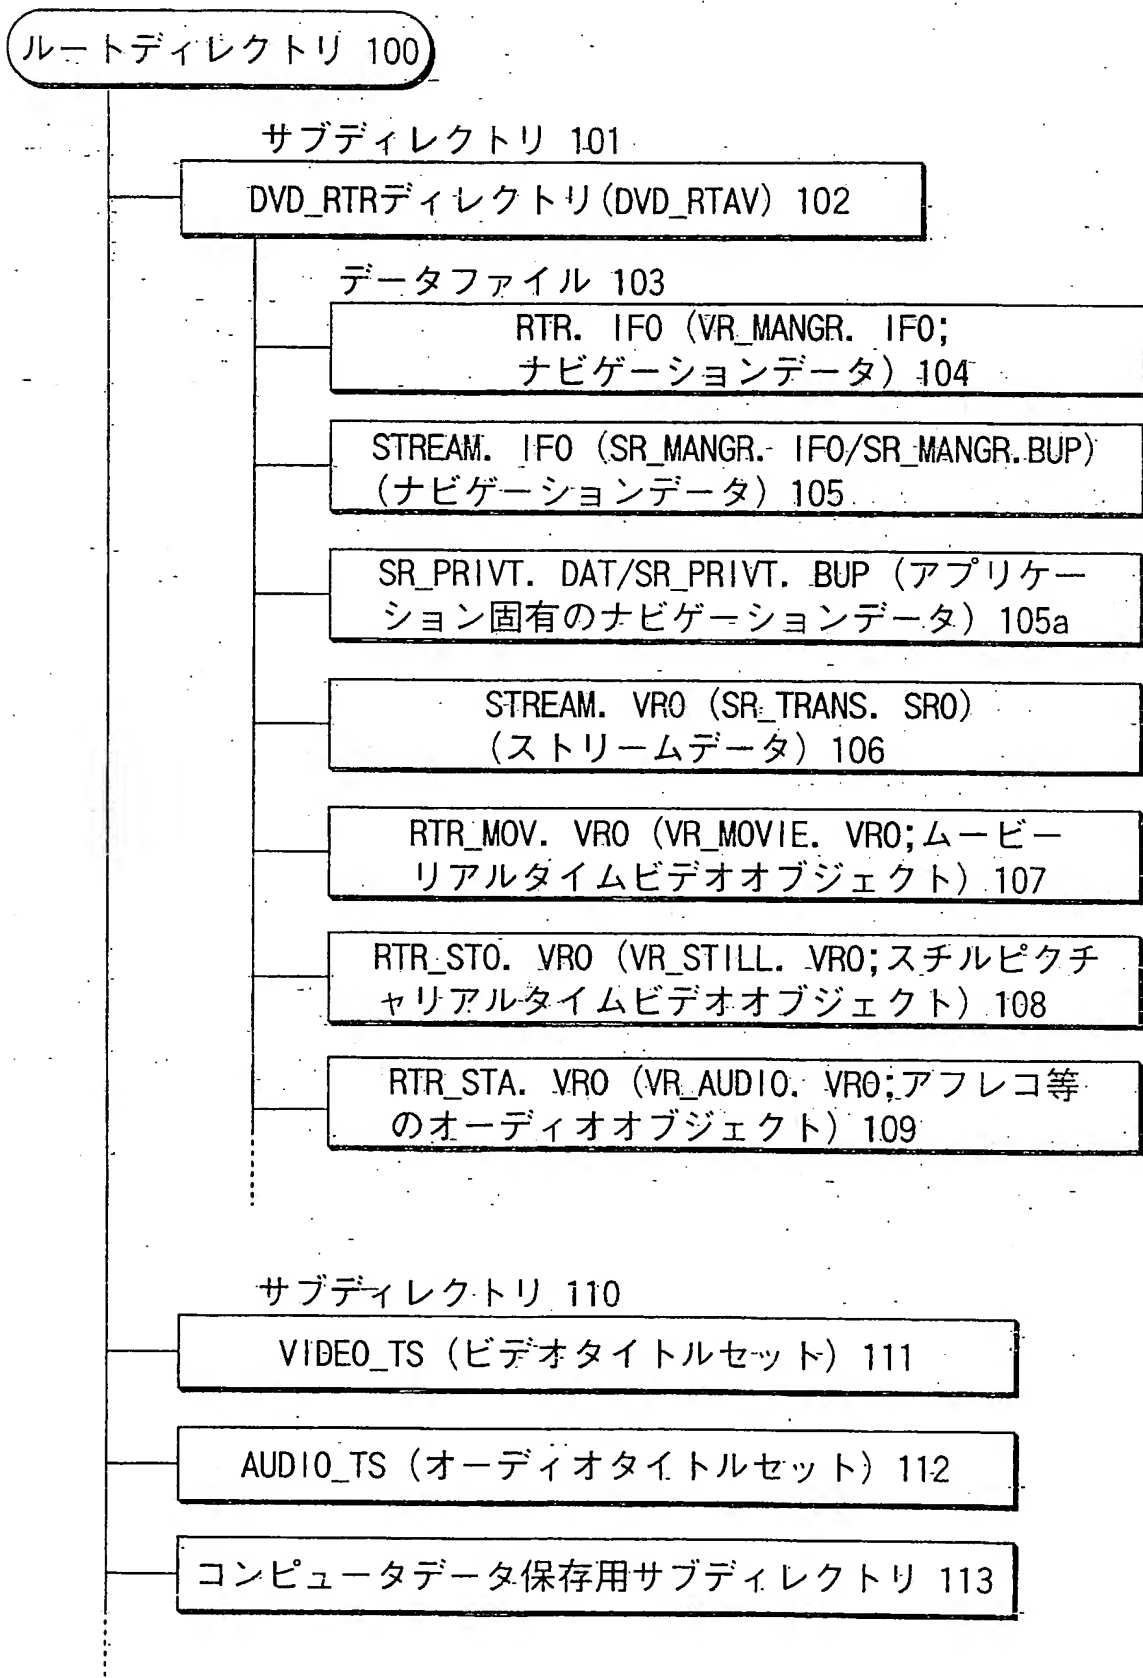 ルートディレクトリ 100
サブディレクトリ 101
DVD_RTRディレクトリ(DVD_RTAV) 102
データファイル 103
RTR. IFO (VR_MANGR. IFO;
ナビゲーションデータ) 104
STREAM. IFO (SR_MANGR. IFO/SR_MANGR.BUP)
(ナビゲーションデータ) 105
SR_PRIVT. DAT/SR_PRIVT. BUP (アプリケー
ション固有のナビゲーションデータ) 105a
STREAM. VRO (SR_TRANS. SRO)
(ストリームデータ) 106
RTR_MOV. VRO (VR_MOVIE. VRO;ムービー
リアルタイムビデオオブジェクト) 107
RTR_STO. VRO (VR_STILL. VRO;スチルピクチ
ャリアルタイムビデオオブジェクト) 108
RTR_STA. VRO (VR_AUDIO. VRO;アフレコ等
のオーディオオブジェクト) 109
サブディレクトリ 110
VIDEO_TS (ビデオタイトルセット) 111
AUDIO_TS (オーディオタイトルセット) 112
コンピュータデータ保存用サブディレクトリ 113